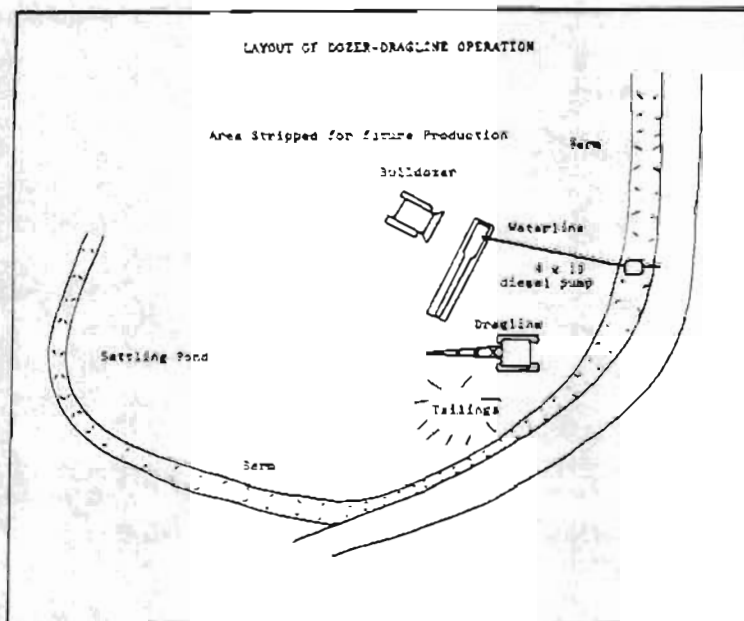 LAYOUT OF DOZER-DRAGLINE OPERATION
Area Stripped for future Production
Berm
Bulldozer
Waterline
diesel pump
Dragline
Settling Pond
Tailings
Berm